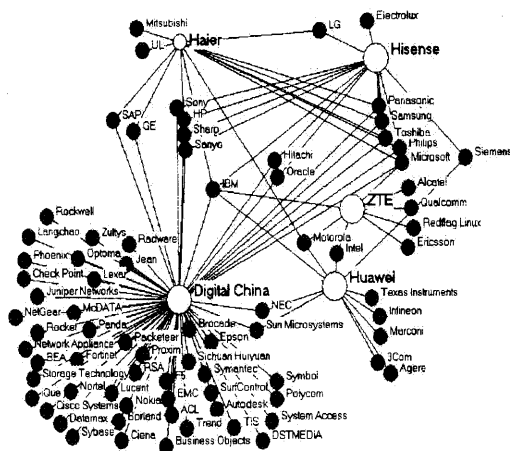 Mitsubishi
UL
Haier
LG
Electrolux
Hisense
Sony
HP
SAP
GE
Sharp
Sanyo
Panasonic
Samsung
Toshiba
Philips
Microsoft
Siemens
Hitachi
Oracle
IBM
ZTE
Alcatel
Qualcomm
Redflag Linux
Ericsson
Motorola
Intel
Huawei
Rockwell
Langchao
Zultys
Radware
Phoenix
Optoma
Jean
Check Point
Lexar
Juniper Networks
Digital China
NetGear
McDATA
NEC
Sun Microsystems
Texas Instruments
Infineon
Marconi
3Com
Agere
Rocket
Panda
Packeteer
Brocade
Epson
Network Appliance
Proxim
Sichuan Huiyuan
BEA
Fortinet
RSA
F5
Symantec
Symbol
Storage Technology
Nortel
Lucent
EMC
SurfControl
Polycom
iQue
Nokia
Autodesk
Cisco Systems
Borland
ACL
Trend
TIS
System Access
Datamax
Sybase
Ciena
Business Objects
DSTMEDIA